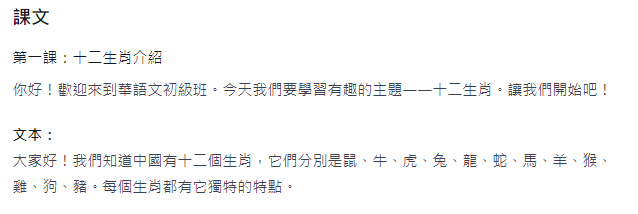 課文
第一課：十二生肖介紹
你好！歡迎來到華語文初級班。今天我們要學習有趣的主題——十二生肖。讓我們開始吧！
文本：
大家好！我們知道中國有十二個生肖，它們分別是鼠、牛、虎、兔、龍、蛇、馬、羊、猴、
雞、狗、豬。每個生肖都有它獨特的特點。